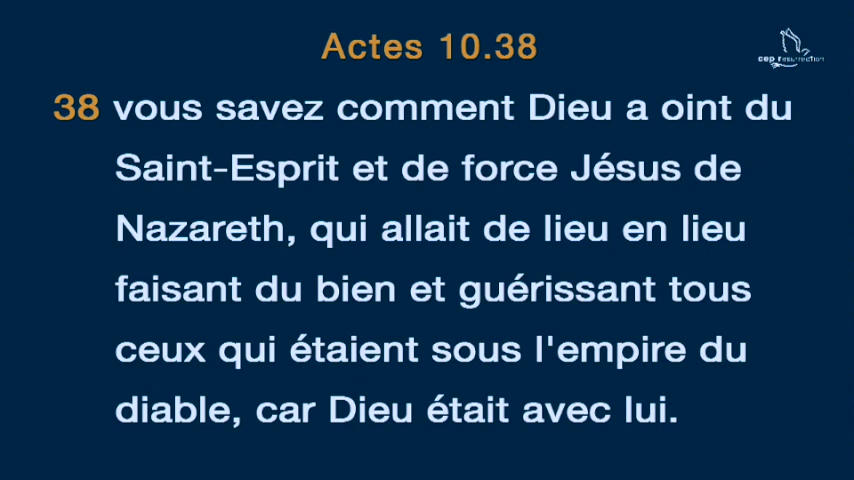 Actes 10.38
cep résurrection
38 vous savez comment Dieu a oint du
Saint-Esprit et de force Jésus de
Nazareth, qui allait de lieu en lieu
faisant du bien et guérissant tous
ceux qui étaient sous l'empire du
diable, car Dieu était avec lui.